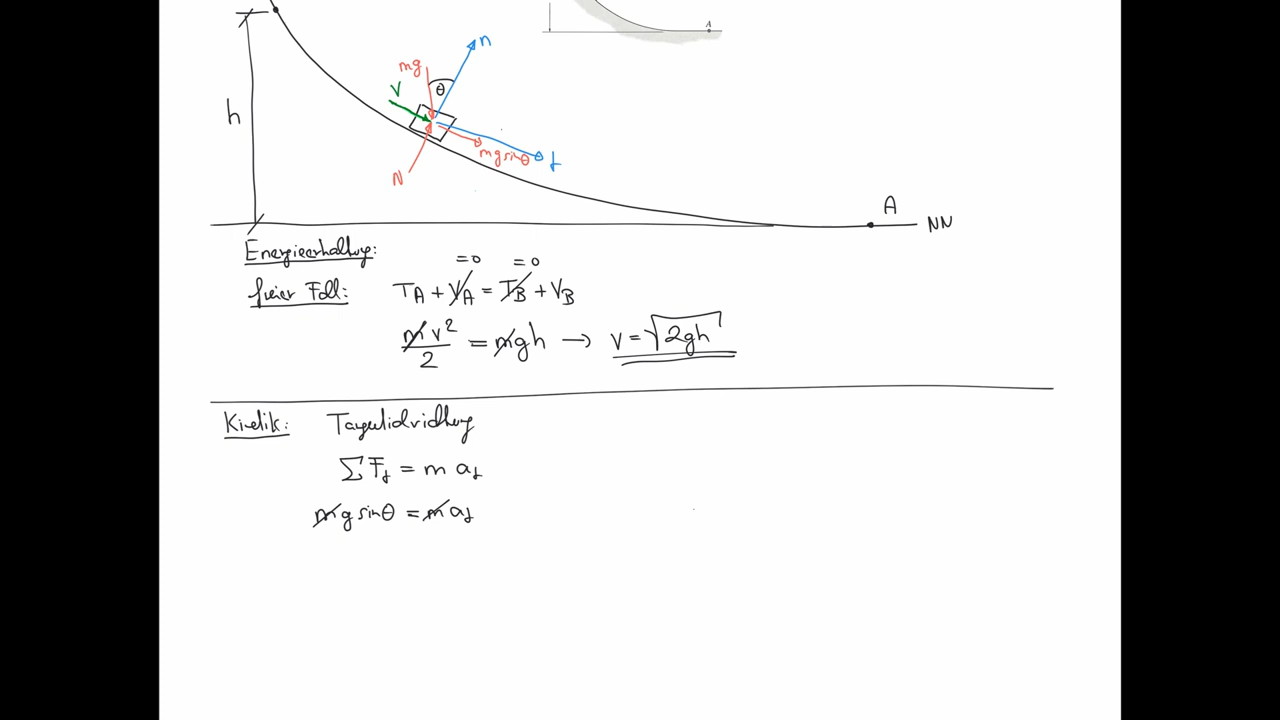 A
n
mg
θ
V
h
mg sinθ
t
N
A
NN
Energieerhaltung:
=0 =0
freier Fall: T_A + V_A = T_B + V_B
mv²/2 = mgh → v = √2gh
Kinetik: Tangentialrichtung
∑F_t = m a_t
mg sinθ = m a_t